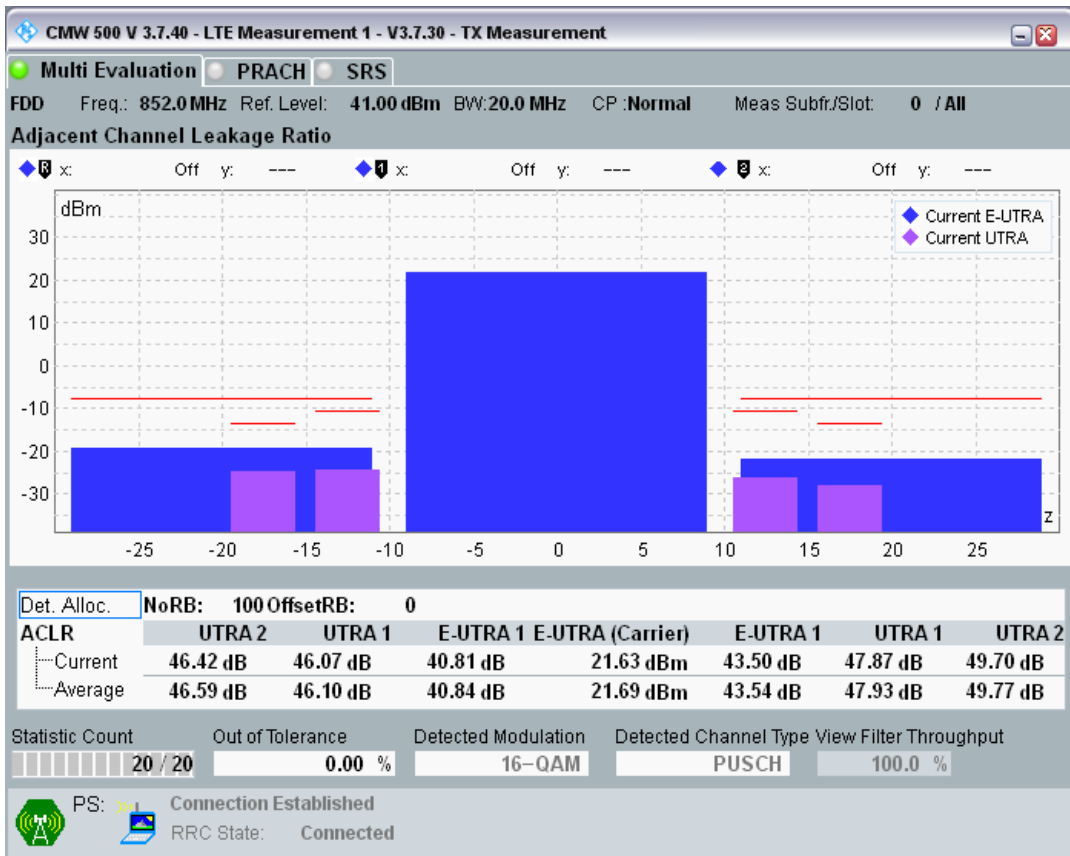 CMW 500 V 3.7.40 - LTE Measurement 1 - V3.7.30 - TX Measurement
Multi Evaluation PRACH SRS
FDD Freq.: 852.0 MHz Ref. Level: 41.00 dBm BW:20.0 MHz CP :Normal Meas Subfr./Slot: 0 / All
Adjacent Channel Leakage Ratio
R x: Off y: --- 1 x: Off y: --- 2 x: Off y: ---
dBm
Current E-UTRA
Current UTRA
30
20
10
0
-10
-20
-30
z
-25 -20 -15 -10 -5 0 5 10 15 20 25
Det. Alloc. NoRB: 100 OffsetRB: 0
ACLR UTRA 2 UTRA 1 E-UTRA 1 E-UTRA (Carrier) E-UTRA 1 UTRA 1 UTRA 2
Current 46.42 dB 46.07 dB 40.81 dB 21.63 dBm 43.50 dB 47.87 dB 49.70 dB
Average 46.59 dB 46.10 dB 40.84 dB 21.69 dBm 43.54 dB 47.93 dB 49.77 dB
Statistic Count Out of Tolerance Detected Modulation Detected Channel Type View Filter Throughput
20 / 20 0.00 % 16-QAM PUSCH 100.0 %
PS: Connection Established
RRC State: Connected